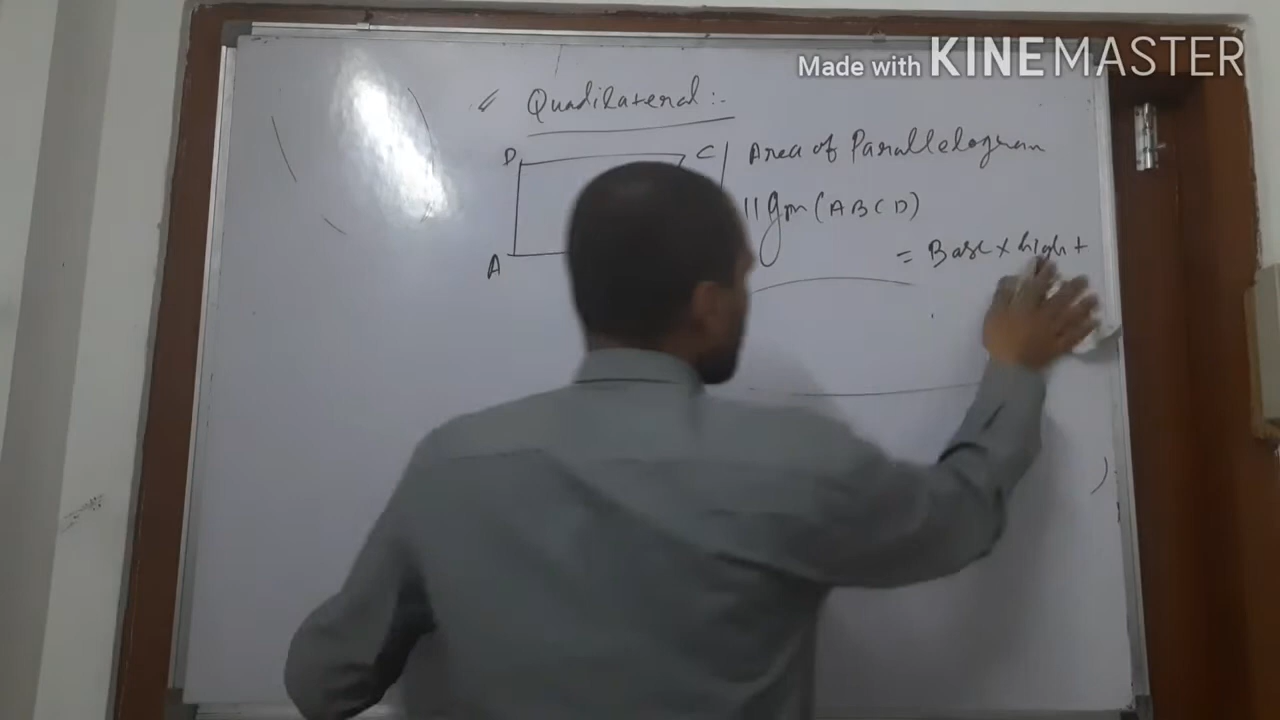 Made with KINEMASTER
Quadilateral :-
D
C
Area of Parallelogram
||gm (ABCD)
= Base × hight
A